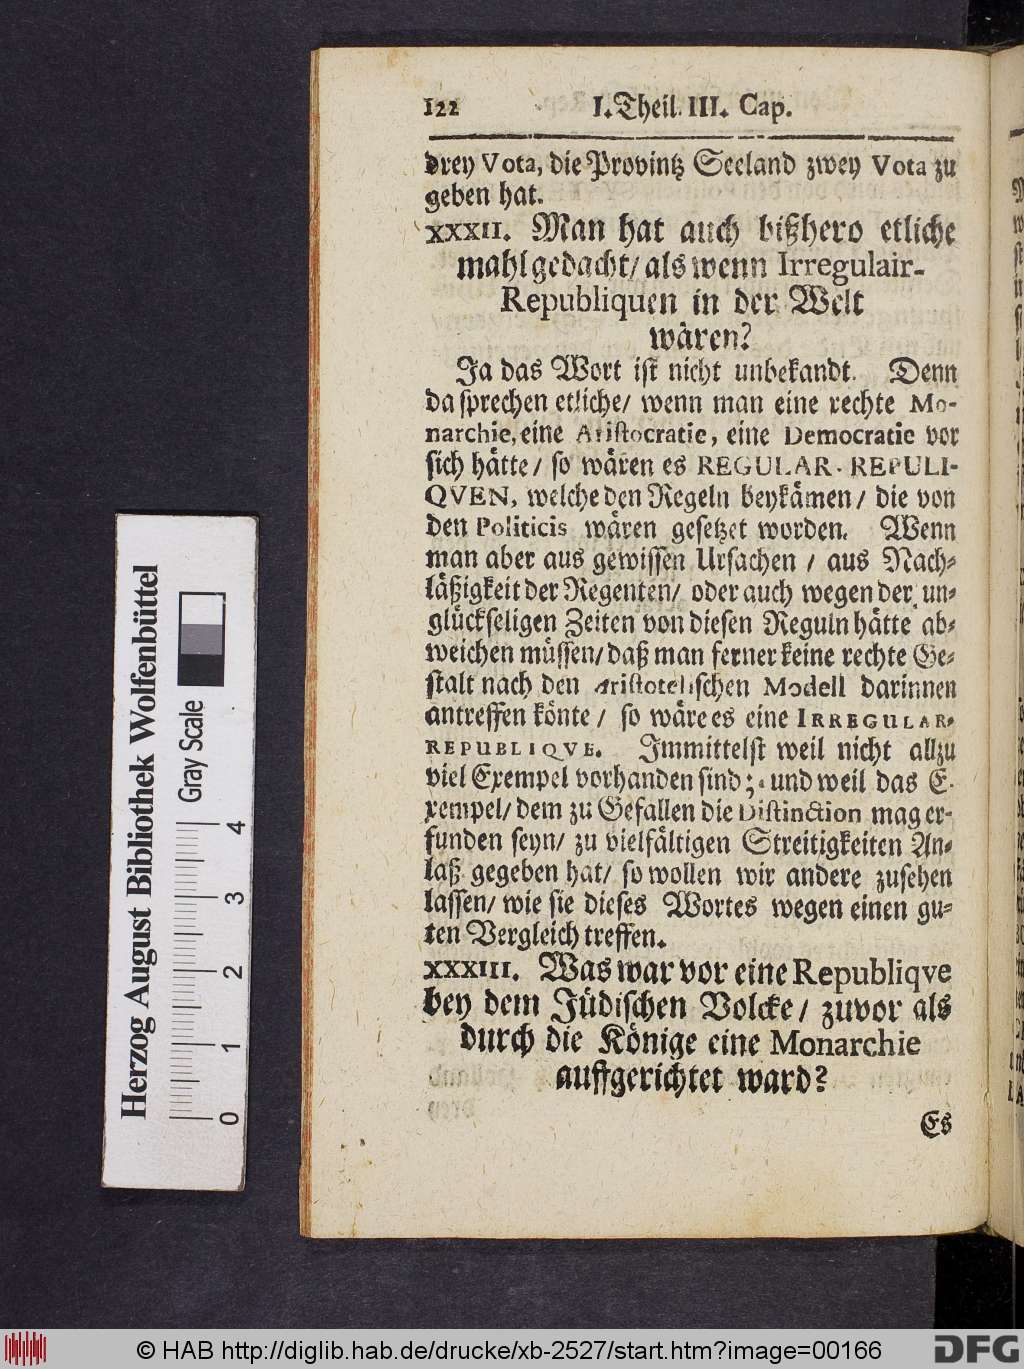 122 I. Theil. III. Cap.
drey Vota, die Provintz Seeland zwey Vota zu
geben hat.
XXXII. Man hat auch bißhero etliche
mahl gedacht/ als wenn Irregulair-
Republiquen in der Welt
wären?
Ja das Wort ist nicht unbekandt. Denn
da sprechen etliche/ wenn man eine rechte Mo-
narchie, eine Aristocratie, eine Democratie vor
sich hätte/ so wären es REGULAR-REPULI-
QVEN, welche den Regeln beykämen/ die von
den Politicis wären gesetzet worden. Wenn
man aber aus gewissen Ursachen / aus Nach-
läßigkeit der Regenten/ oder auch wegen der un-
glückseligen Zeiten von diesen Reguln hätte ab-
weichen müssen/ daß man ferner keine rechte Ge-
stalt nach den Aristotelischen Modell darinnen
antreffen könte / so wäre es eine IRREGULAR-
REPUBLIQVE. Immittelst weil nicht allzu
viel Exempel vorhanden sind; und weil das E-
xempel/ dem zu Gefallen die Distinction mag er-
funden seyn/ zu vielfältigen Streitigkeiten An-
laß gegeben hat/ so wollen wir andere zusehen
lassen/ wie sie dieses Wortes wegen einen gu-
ten Vergleich treffen.
XXXIII. Was war vor eine Republiqve
bey dem Jüdischen Volcke/ zuvor als
durch die Könige eine Monarchie
auffgerichtet ward?
Es
Herzog August Bibliothek Wolfenbüttel
Gray Scale
0 1 2 3 4
© HAB http://diglib.hab.de/drucke/xb-2527/start.htm?image=00166
DFG